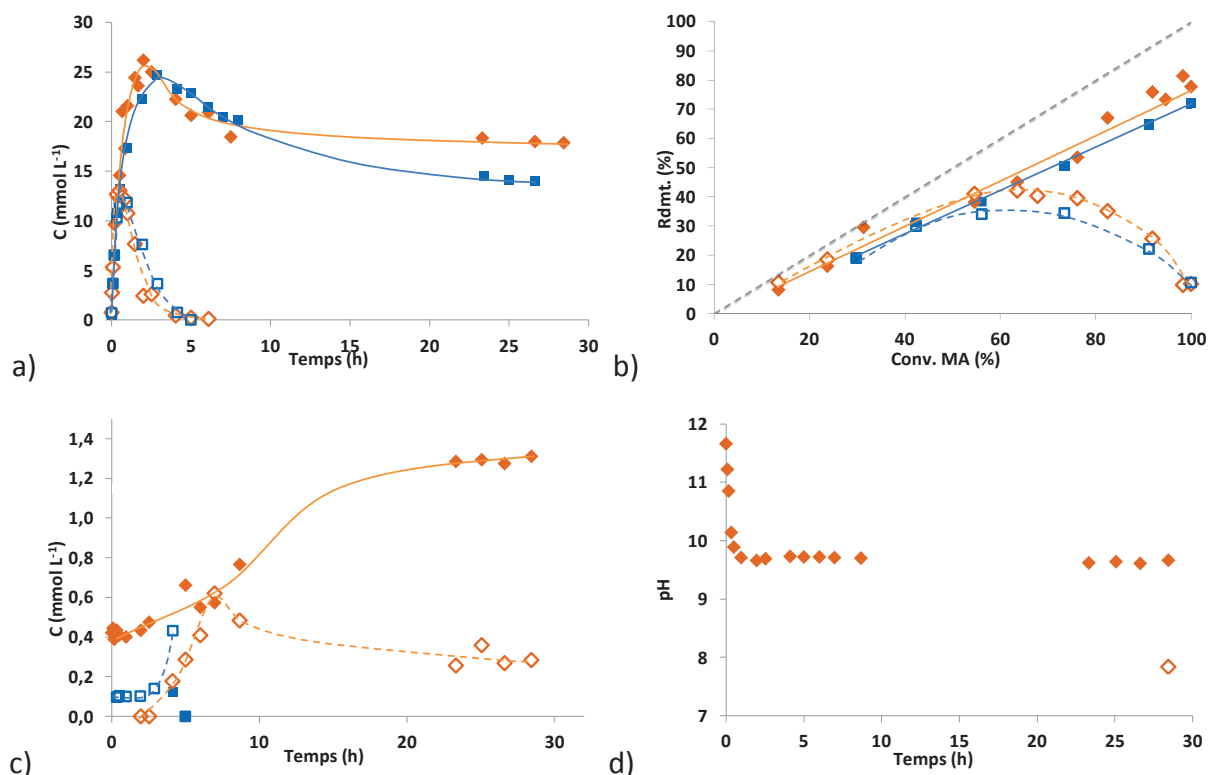 30
25
20
15
10
5
0
C (mmol L-1)
0 5 10 15 20 25 30
Temps (h)
a)
100
90
80
70
60
50
40
30
20
10
0
Rdmt. (%)
0 20 40 60 80 100
Conv. MA (%)
b)
1,4
1,2
1,0
0,8
0,6
0,4
0,2
0,0
C (mmol L-1)
0 10 20 30
Temps (h)
c)
12
11
10
9
8
7
pH
0 5 10 15 20 25 30
Temps (h)
d)